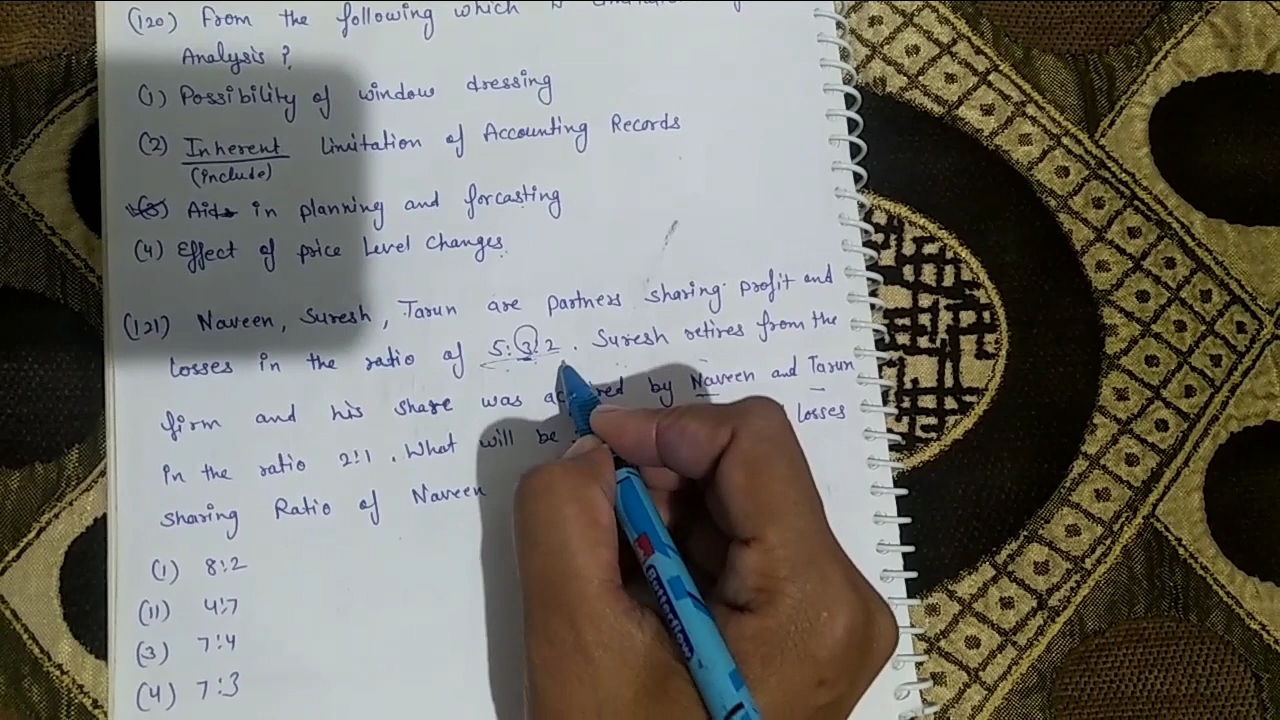 (120) From the following which is
Analysis ?
(1) Possibility of window dressing
(2) Inherent Limitation of Accounting Records
(include)
(3) Aids in planning and forcasting
(4) Effect of price Level Changes.
(121) Naveen, Suresh, Tarun are partners sharing profit and
losses in the ratio of 5:3:2. Suresh retires from the
firm and his share was by Naveen and Tarun
in the ratio 2:1. What will be losses
sharing Ratio of Naveen
(1) 8:2
(11) 4:7
(3) 7:4
(4) 7:3
Butterflow